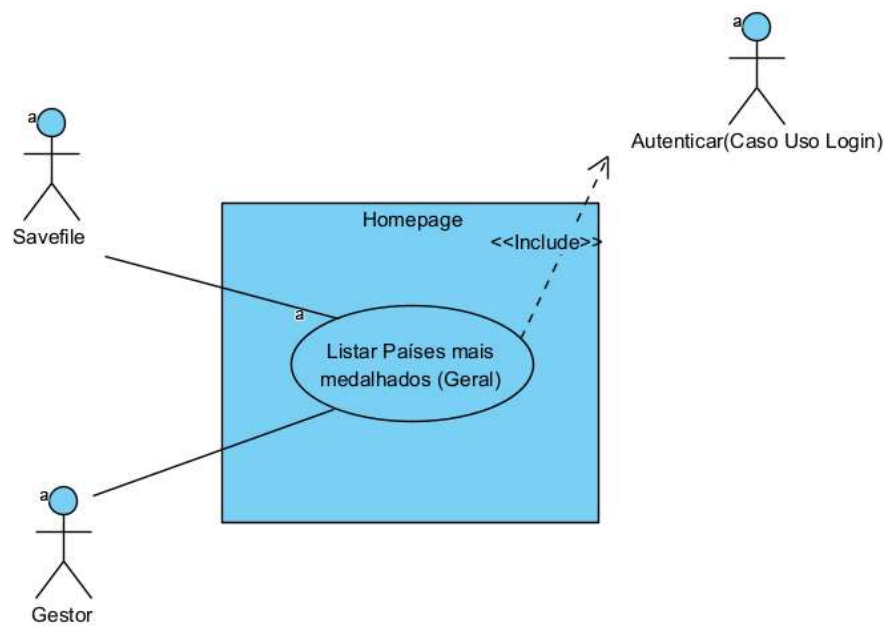 a
Autenticar(Caso Uso Login)
a
Savefile
Homepage
<<Include>>
a
Listar Países mais
medalhados (Geral)
a
Gestor